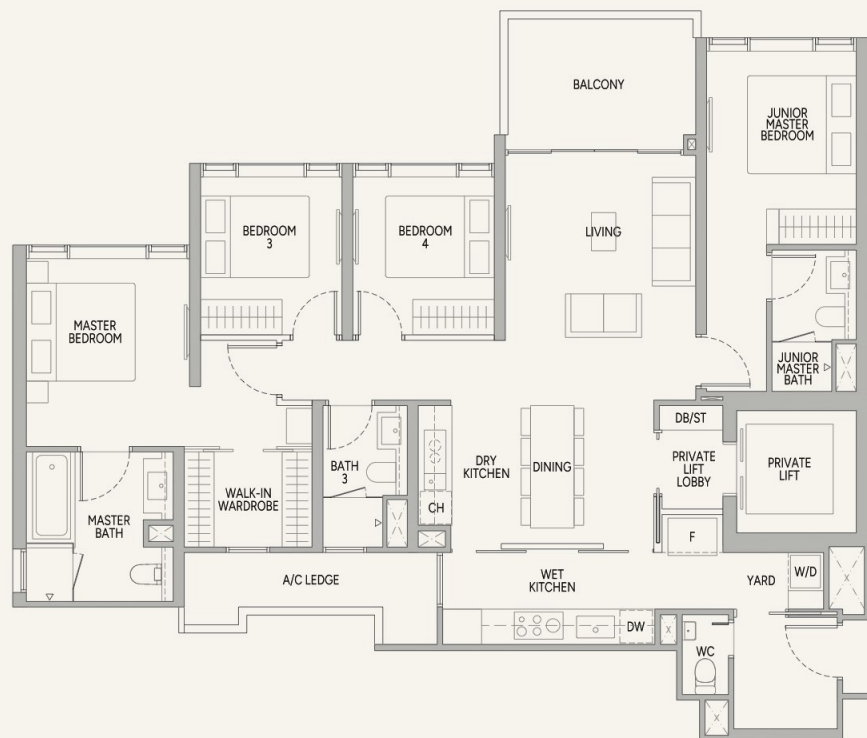 BALCONY
JUNIOR
MASTER
BEDROOM
BEDROOM
3
BEDROOM
4
LIVING
MASTER
BEDROOM
JUNIOR
MASTER
BATH
DB/ST
PRIVATE
LIFT
LOBBY
PRIVATE
LIFT
DRY
KITCHEN
DINING
BATH
3
WALK-IN
WARDROBE
CH
MASTER
BATH
F
A/C LEDGE
WET
KITCHEN
YARD
W/D
DW
WC